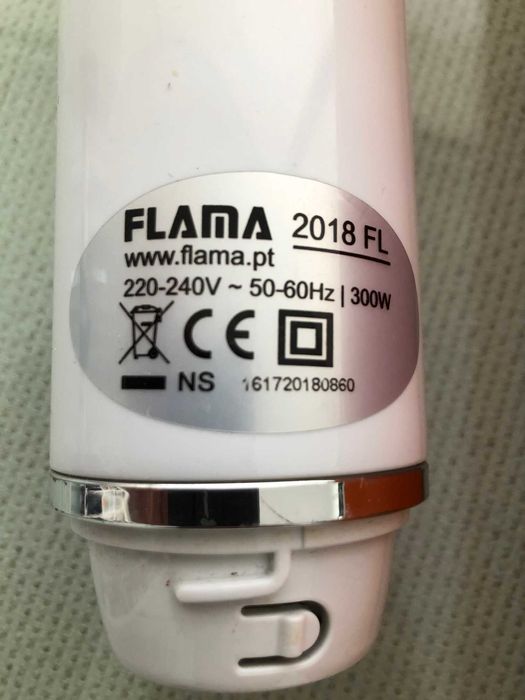 FLAMA 2018 FL
www.flama.pt
220-240V ~ 50-60Hz | 300W
CE
NS 161720180860